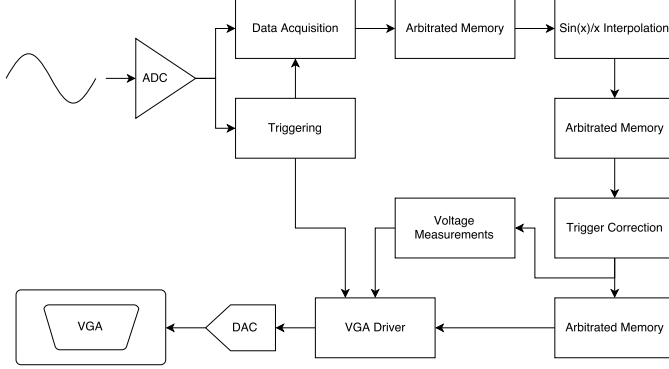 Data Acquisition
Arbitrated Memory
Sin(x)/x Interpolation
ADC
Triggering
Arbitrated Memory
Voltage
Measurements
Trigger Correction
VGA
DAC
VGA Driver
Arbitrated Memory